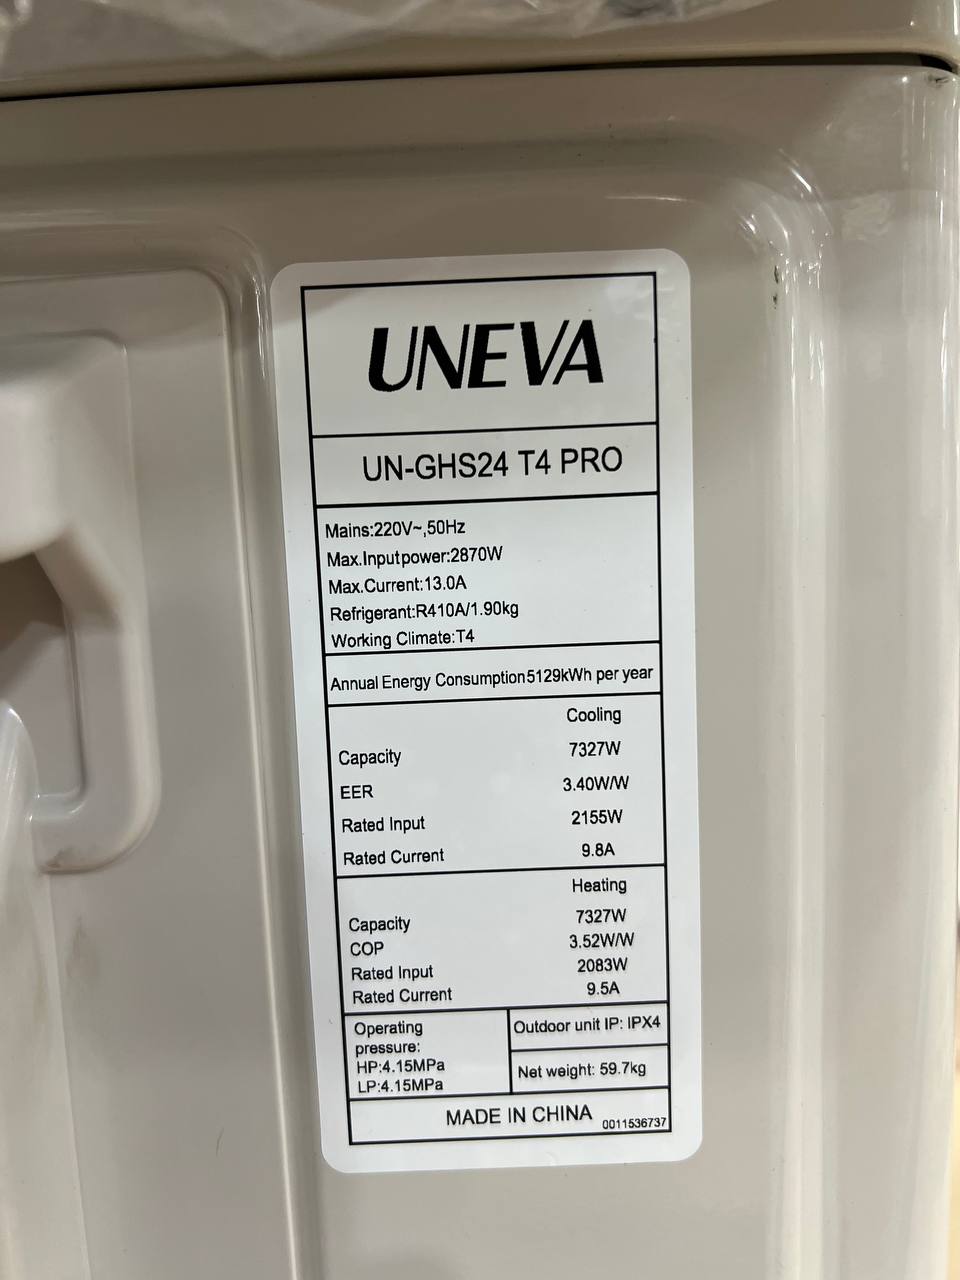 UNEVA
UN-GHS24 T4 PRO
Mains:220V~,50Hz
Max.Inputpower:2870W
Max.Current:13.0A
Refrigerant:R410A/1.90kg
Working Climate:T4
Annual Energy Consumption5129kWh per year
Cooling
Capacity 7327W
EER 3.40W/W
Rated Input 2155W
Rated Current 9.8A
Heating
Capacity 7327W
COP 3.52W/W
Rated Input 2083W
Rated Current 9.5A
Operating
pressure:
HP:4.15MPa
LP:4.15MPa
Outdoor unit IP: IPX4
Net weight: 59.7kg
MADE IN CHINA 0011536737